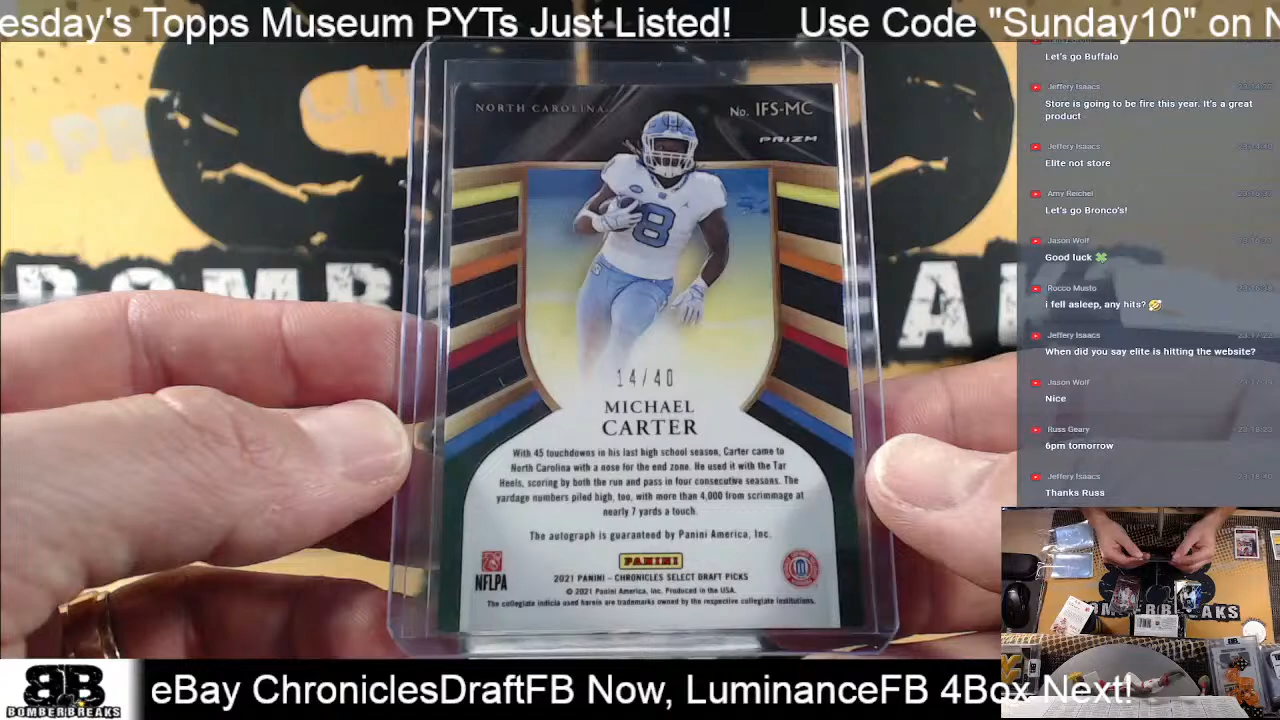 esday's Topps Museum PYTs Just Listed! Use Code "Sunday10" on N
Let's go Buffalo
Jeffery Isaacs
Store is going to be fire this year. It's a great
product
Jeffery Isaacs
Elite not store
Amy Reichel
Let's go Bronco's!
Jason Wolf
Good luck 🍀
Rocco Musto
i fell asleep, any hits? 🤣
Jeffery Isaacs
When did you say elite is hitting the website?
Jason Wolf
Nice
Russ Geary
6pm tomorrow
Jeffery Isaacs
Thanks Russ
NORTH CAROLINA
No. IFS-MC
PRIZM
8
14/40
MICHAEL
CARTER
With 45 touchdowns in his last high school season, Carter came to
North Carolina with a nose for the end zone. He used it with the Tar
Heels, scoring by both the run and pass in four consecutive seasons. The
yardage numbers piled high, too, with more than 4,000 from scrimmage at
nearly 7 yards a touch.
The autograph is guaranteed by Panini America, Inc.
NFLPA
PANINI
2021 PANINI - CHRONICLES SELECT DRAFT PICKS
© 2021 Panini America, Inc. Produced in the USA.
The collegiate indicia used herein are trademarks owned by the respective collegiate institutions.
BOMBERBREAKS
BB
BOMBERBREAKS
eBay ChroniclesDraftFB Now, LuminanceFB 4Box Next!